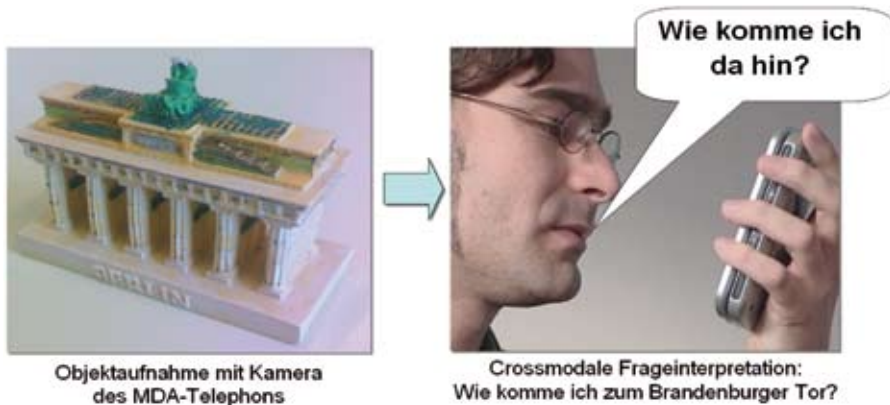 Wie komme ich
da hin?
BERLIN
Objektaufnahme mit Kamera
des MDA-Telephons
Crossmodale Frageinterpretation:
Wie komme ich zum Brandenburger Tor?